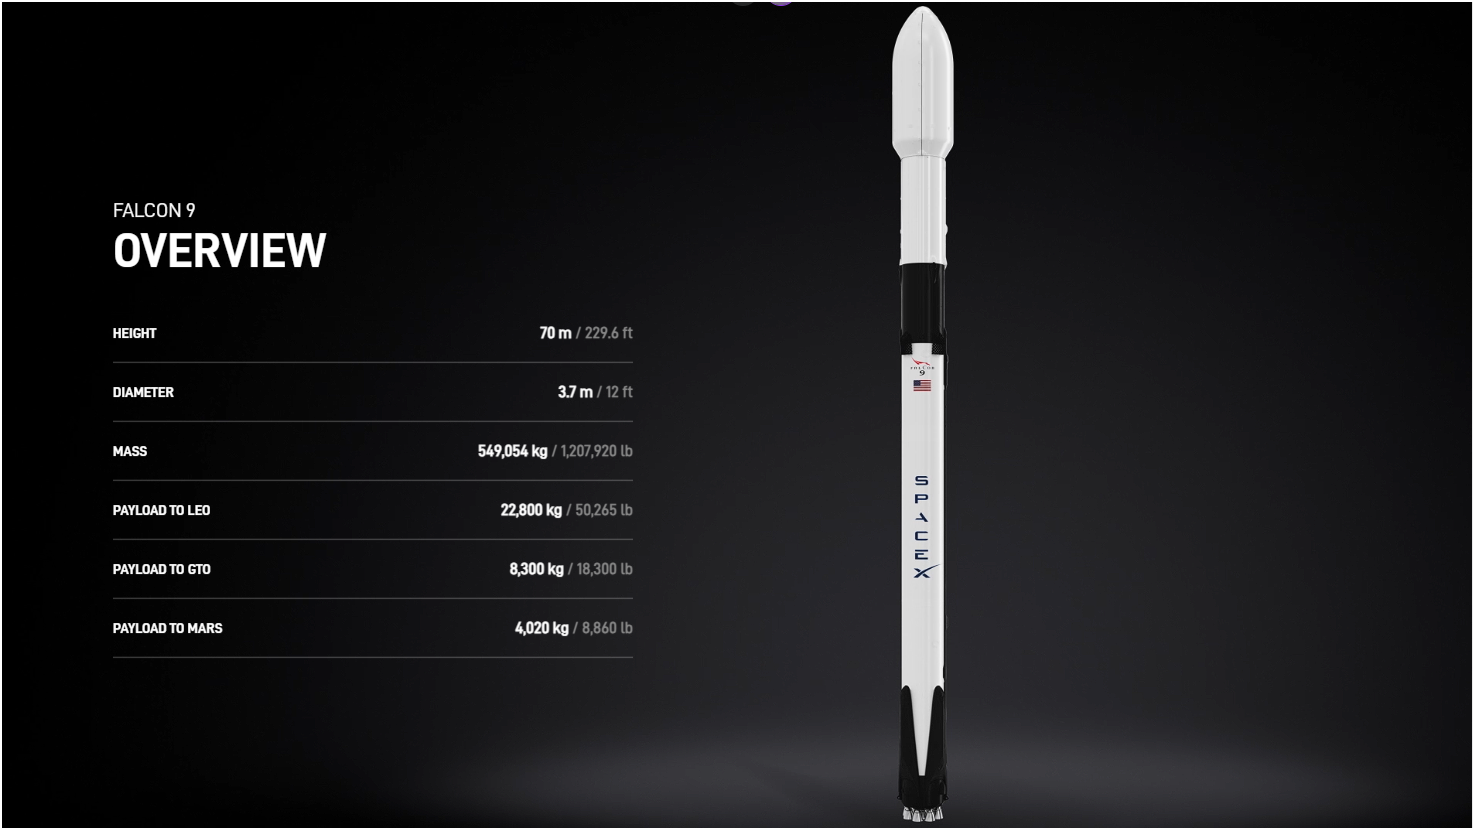 FALCON 9
OVERVIEW
HEIGHT 70 m / 229.6 ft
DIAMETER 3.7 m / 12 ft
MASS 549,054 kg / 1,207,920 lb
PAYLOAD TO LEO 22,800 kg / 50,265 lb
PAYLOAD TO GTO 8,300 kg / 18,300 lb
PAYLOAD TO MARS 4,020 kg / 8,860 lb
FALCON
9
SPACEX